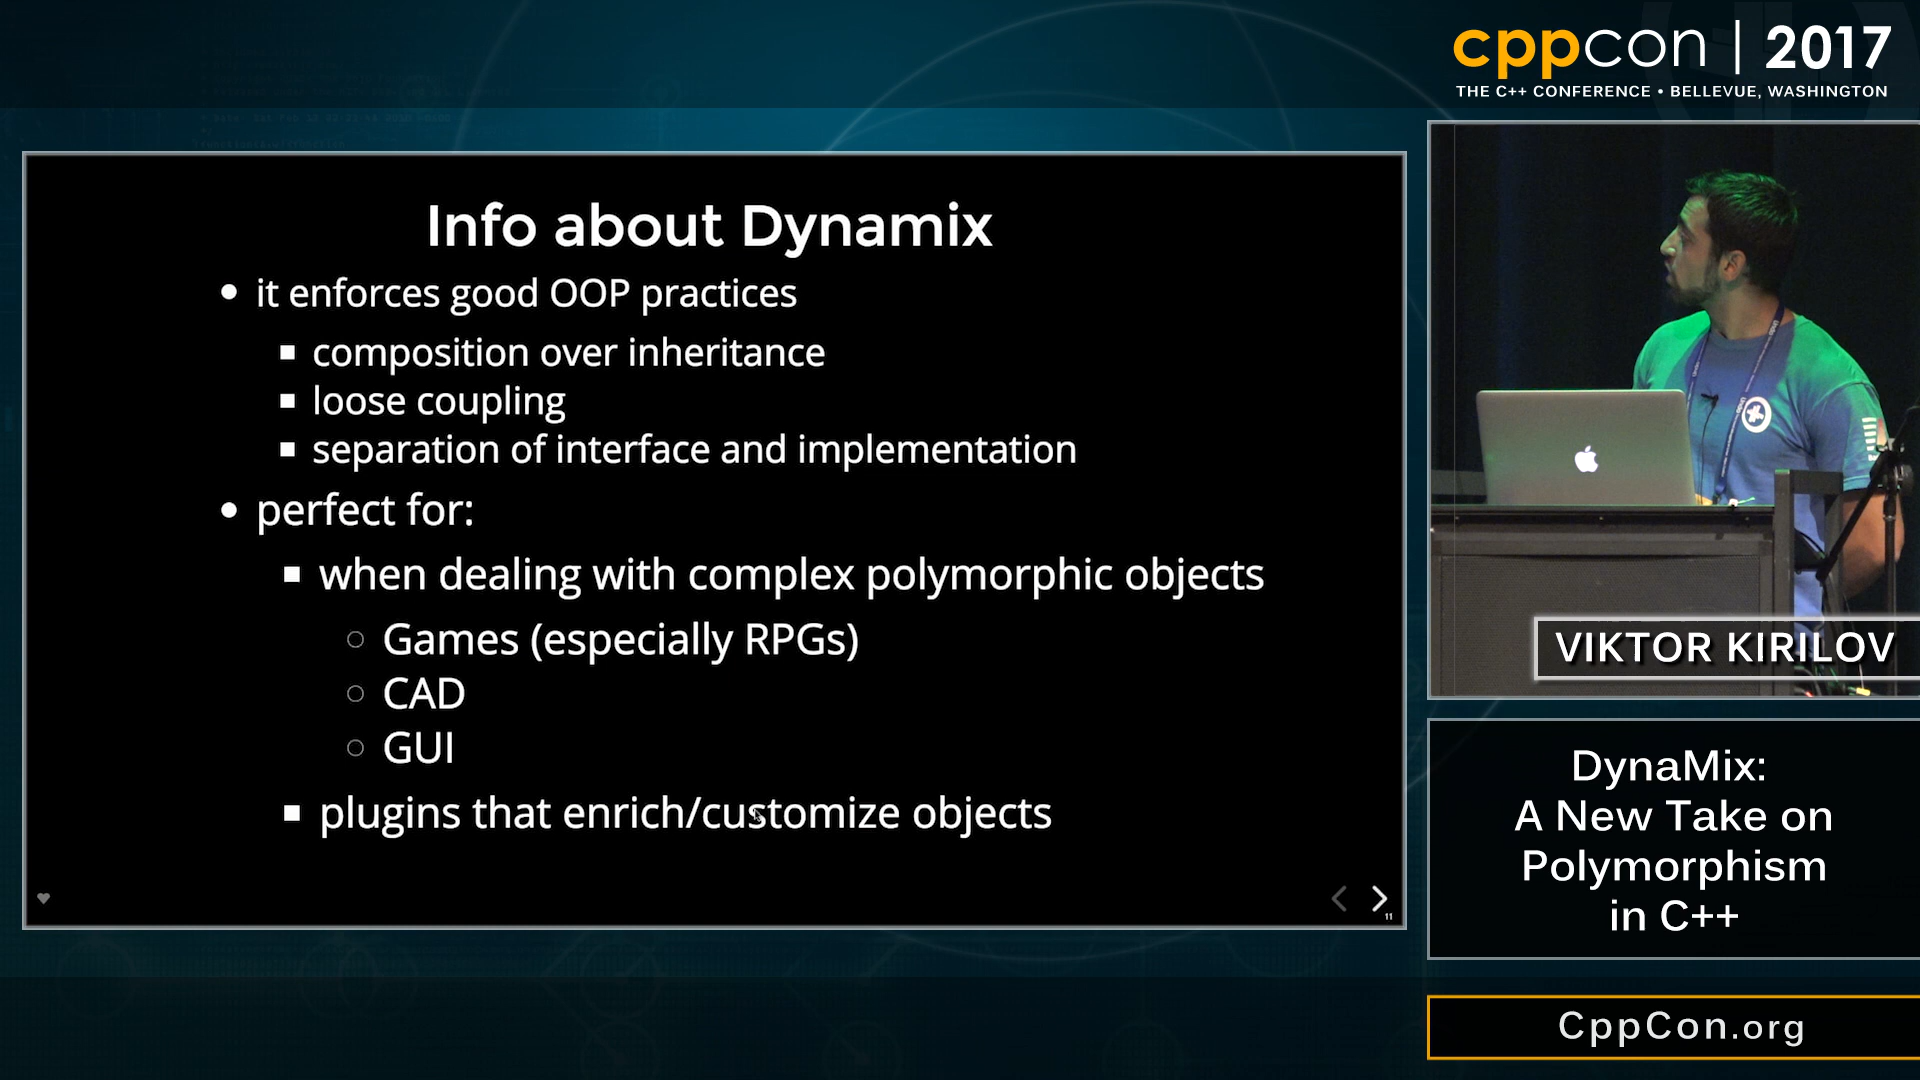 cppcon | 2017
THE C++ CONFERENCE • BELLEVUE, WASHINGTON
Info about Dynamix
it enforces good OOP practices
composition over inheritance
loose coupling
separation of interface and implementation
perfect for:
when dealing with complex polymorphic objects
Games (especially RPGs)
CAD
GUI
plugins that enrich/customize objects
11
VIKTOR KIRILOV
DynaMix:
A New Take on
Polymorphism
in C++
CppCon.org